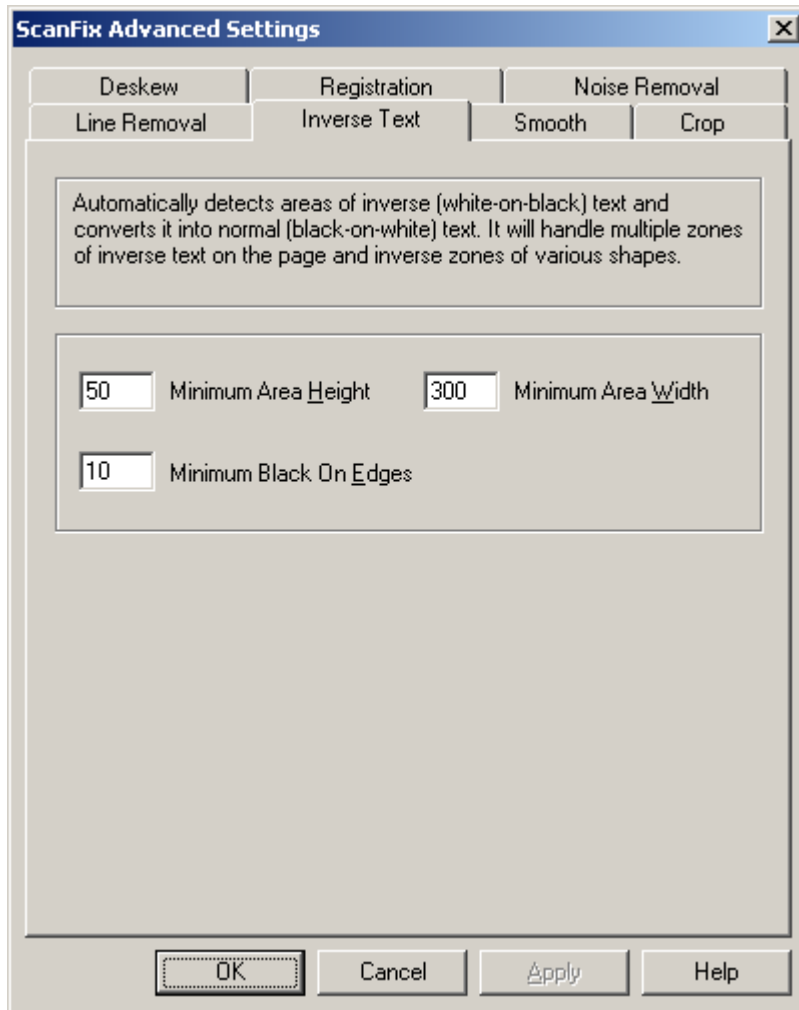 ScanFix Advanced Settings
Deskew Registration Noise Removal
Line Removal Inverse Text Smooth Crop
Automatically detects areas of inverse (white-on-black) text and
converts it into normal (black-on-white) text. It will handle multiple zones
of inverse text on the page and inverse zones of various shapes.
50 Minimum Area Height 300 Minimum Area Width
10 Minimum Black On Edges
OK Cancel Apply Help